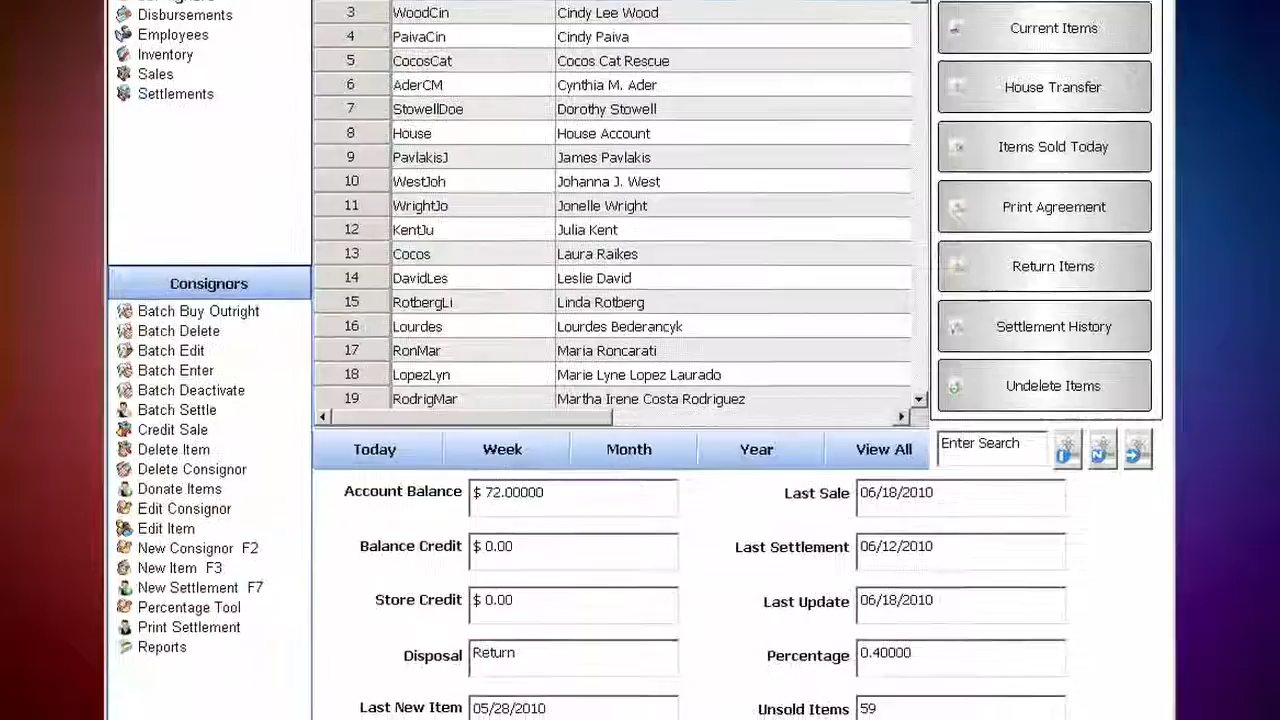 Disbursements
Employees
Inventory
Sales
Settlements
3 WoodCin Cindy Lee Wood
4 PaivaCin Cindy Paiva
5 CocosCat Cocos Cat Rescue
6 AderCM Cynthia M. Ader
7 StowellDoe Dorothy Stowell
8 House House Account
9 PavlakisJ James Pavlakis
10 WestJoh Johanna J. West
11 WrightJo Jonelle Wright
12 KentJu Julia Kent
13 Cocos Laura Raikes
14 DavidLes Leslie David
15 RotbergLi Linda Rotberg
16 Lourdes Lourdes Bederancyk
17 RonMar Maria Roncarati
18 LopezLyn Marie Lyne Lopez Laurado
19 RodrigMar Martha Irene Costa Rodriguez
Current Items
House Transfer
Items Sold Today
Print Agreement
Return Items
Settlement History
Undelete Items
Consignors
Batch Buy Outright
Batch Delete
Batch Edit
Batch Enter
Batch Deactivate
Batch Settle
Credit Sale
Delete Item
Delete Consignor
Donate Items
Edit Consignor
Edit Item
New Consignor F2
New Item F3
New Settlement F7
Percentage Tool
Print Settlement
Reports
Today Week Month Year View All
Enter Search
Account Balance $ 72.00000
Last Sale 06/18/2010
Balance Credit $ 0.00
Last Settlement 06/12/2010
Store Credit $ 0.00
Last Update 06/18/2010
Disposal Return
Percentage 0.40000
Last New Item 05/28/2010
Unsold Items 59